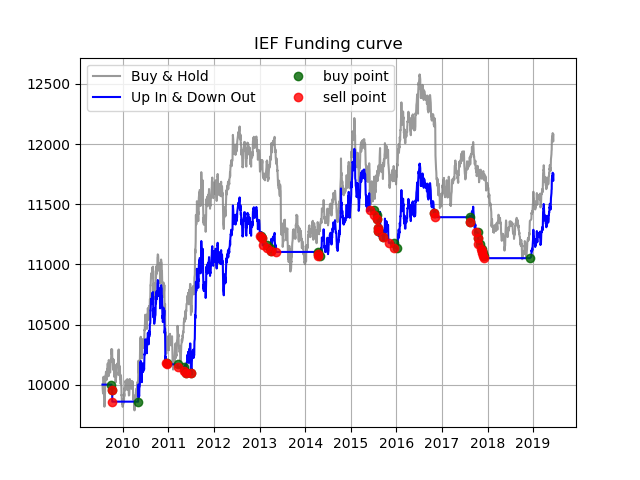 IEF Funding curve
Buy & Hold
Up In & Down Out
buy point
sell point
12500
12000
11500
11000
10500
10000
2010 2011 2012 2013 2014 2015 2016 2017 2018 2019